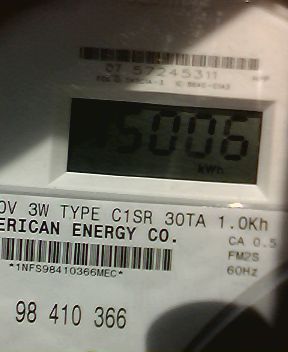 07 57245311
5006
kWh
0V 3W TYPE C1SR 30TA 1.0Kh
ERICAN ENERGY CO.
CA 0.5
FM2S
*1NFS98410366MEC*
60Hz
98 410 366